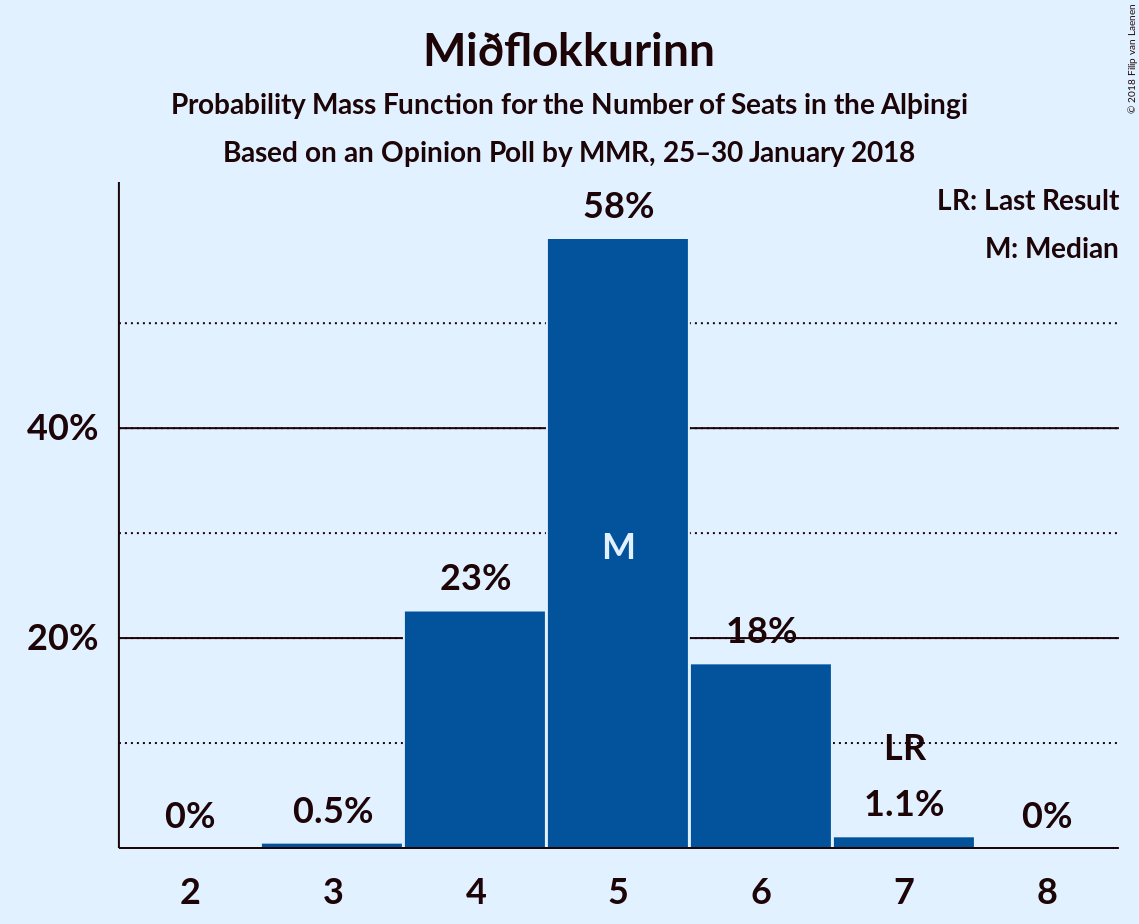 Miðflokkurinn
Probability Mass Function for the Number of Seats in the Alþingi
Based on an Opinion Poll by MMR, 25–30 January 2018
© 2018 Filip van Laenen
LR: Last Result
M: Median
58%
40%
M
23%
20%
18%
LR
0%
0.5%
1.1%
0%
2 3 4 5 6 7 8